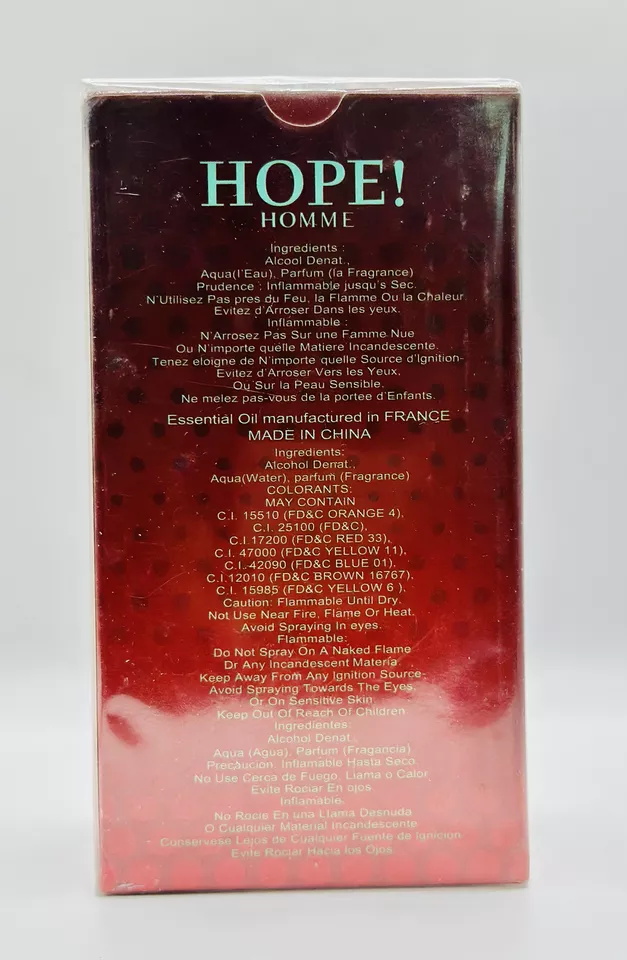 HOPE!
HOMME
Ingredients :
Alcool Denat.,
Aqua(l'Eau), Parfum (la Fragrance)
Prudence : Inflammable jusqu's Sec.
N'Utilisez Pas pres du Feu, la Flamme Ou la Chaleur.
Evitez d'Arroser Dans les yeux.
Inflammable :
N'Arrosez Pas Sur une Famme Nue
Ou N'importe quelle Matiere Incandescente.
Tenez eloigne de N'importe quelle Source d'Ignition-
Evitez d'Arroser Vers les Yeux,
Ou Sur la Peau Sensible.
Ne melez pas-vous de la portee d'Enfants.
Essential Oil manufactured in FRANCE
MADE IN CHINA
Ingredients:
Alcohol Denat.,
Aqua(Water), parfum (Fragrance)
COLORANTS:
MAY CONTAIN
C.I. 15510 (FD&C ORANGE 4),
C.I. 25100 (FD&C),
C.I.17200 (FD&C RED 33),
C.I. 47000 (FD&C YELLOW 11),
C.I. 42090 (FD&C BLUE 01),
C.I.12010 (FD&C BROWN 16767),
C.I. 15985 (FD&C YELLOW 6 ),
Caution: Flammable Until Dry.
Not Use Near Fire, Flame Or Heat.
Avoid Spraying In eyes.
Flammable:
Do Not Spray On A Naked Flame
Dr Any Incandescent Materia.
Keep Away From Any Ignition Source-
Avoid Spraying Towards The Eyes,
Or On Sensitive Skin
Keep Out Of Reach Of Children
Ingredientes:
Alcohol Denat.,
Aqua (Agua), Parfum (Fragancia)
Precaucion: Inflamable Hasta Seco.
No Use Cerca de Fuego, Llama o Calor.
Evite Rociar En ojos
Inflamable.
No Rocie En una Llama Desnuda
O Cualquier Material Incandescente
Conservese Lejos de Cualquier Fuente de Ignicion
Evite Rociar Hacia los Ojos